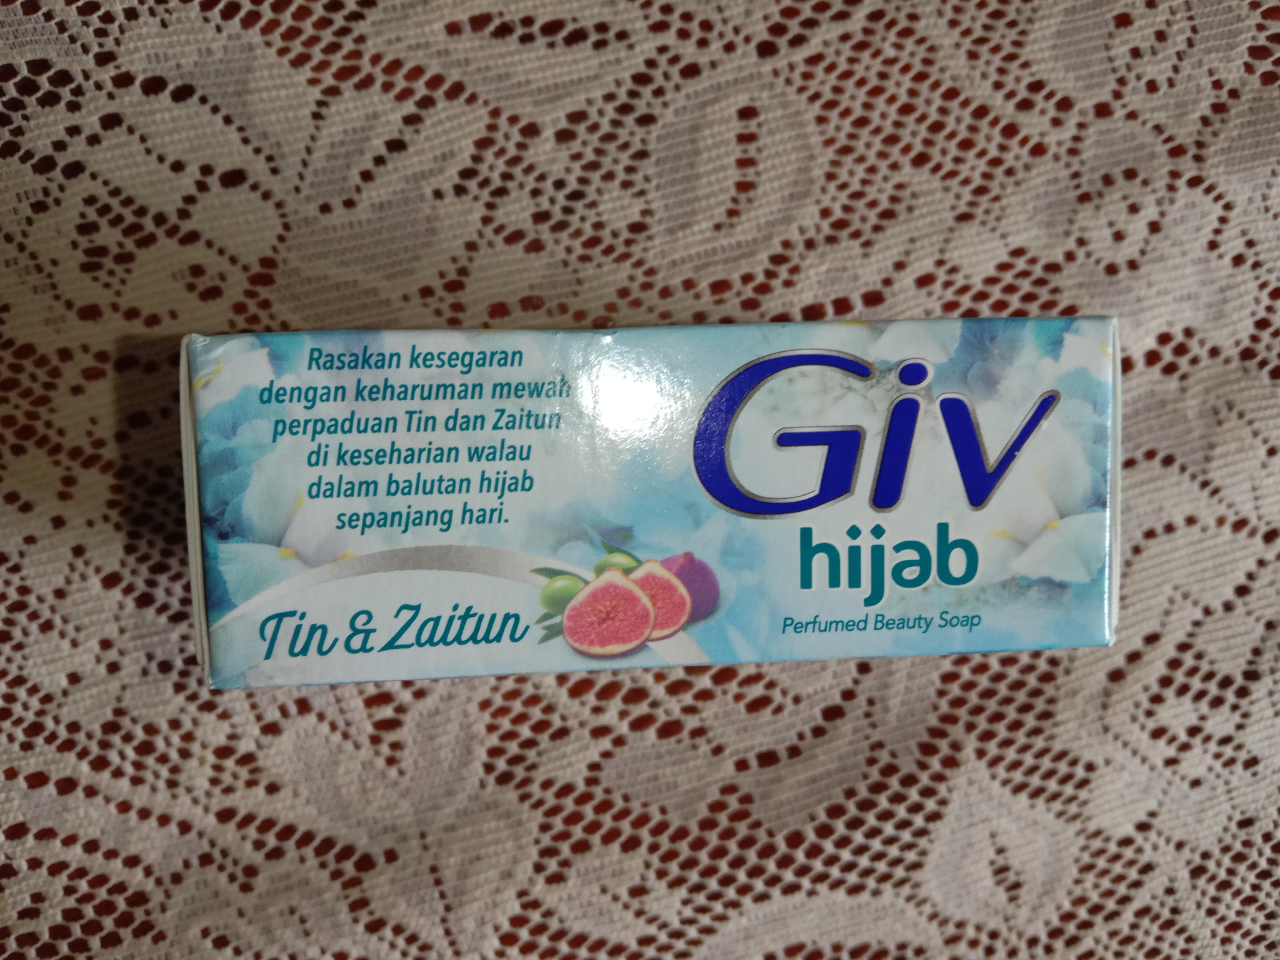 Rasakan kesegaran
dengan keharuman mewah
perpaduan Tin dan Zaitun
di keseharian walau
dalam balutan hijab
sepanjang hari.
Tin & Zaitun
Giv
hijab
Perfumed Beauty Soap